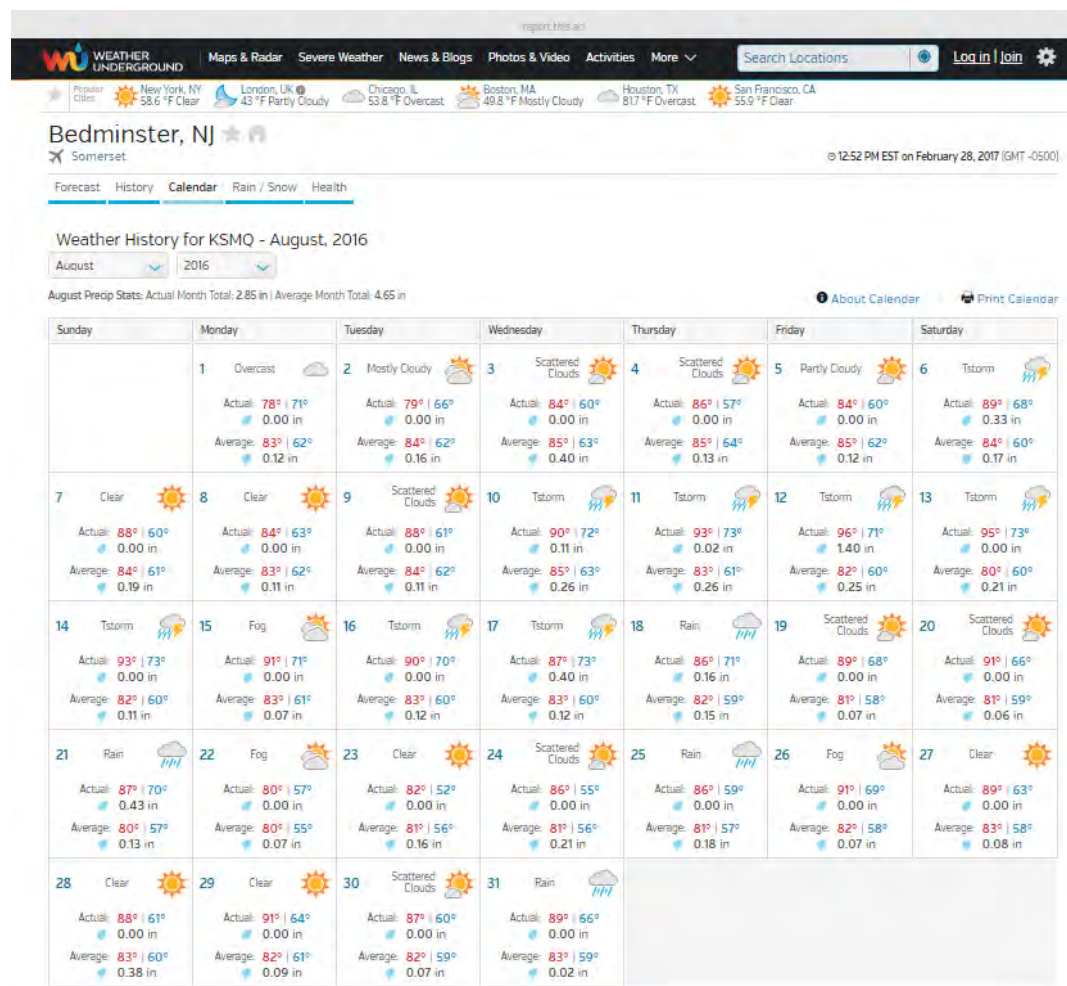 report this ad
WEATHER UNDERGROUND Maps & Radar Severe Weather News & Blogs Photos & Video Activities More Search Locations Log in | Join
Popular Cities New York, NY 58.6 °F Clear London, UK 43 °F Partly Cloudy Chicago, IL 53.8 °F Overcast Boston, MA 49.8 °F Mostly Cloudy Houston, TX 81.7 °F Overcast San Francisco, CA 55.9 °F Clear
Bedminster, NJ
Somerset 12:52 PM EST on February 28, 2017 (GMT -0500)
Forecast History Calendar Rain / Snow Health
Weather History for KSMQ - August, 2016
August 2016
August Precip Stats: Actual Month Total: 2.85 in | Average Month Total: 4.65 in About Calendar Print Calendar
Sunday Monday Tuesday Wednesday Thursday Friday Saturday
1 Overcast 2 Mostly Cloudy 3 Scattered Clouds 4 Scattered Clouds 5 Partly Cloudy 6 Tstorm
Actual: 78° | 71° Actual: 79° | 66° Actual: 84° | 60° Actual: 86° | 57° Actual: 84° | 60° Actual: 89° | 68°
0.00 in 0.00 in 0.00 in 0.00 in 0.00 in 0.33 in
Average: 83° | 62° Average: 84° | 62° Average: 85° | 63° Average: 85° | 64° Average: 85° | 62° Average: 84° | 60°
0.12 in 0.16 in 0.40 in 0.13 in 0.12 in 0.17 in
7 Clear 8 Clear 9 Scattered Clouds 10 Tstorm 11 Tstorm 12 Tstorm 13 Tstorm
Actual: 88° | 60° Actual: 84° | 63° Actual: 88° | 61° Actual: 90° | 72° Actual: 93° | 73° Actual: 96° | 71° Actual: 95° | 73°
0.00 in 0.00 in 0.00 in 0.11 in 0.02 in 1.40 in 0.00 in
Average: 84° | 61° Average: 83° | 62° Average: 84° | 62° Average: 85° | 63° Average: 83° | 61° Average: 82° | 60° Average: 80° | 60°
0.19 in 0.11 in 0.11 in 0.26 in 0.26 in 0.25 in 0.21 in
14 Tstorm 15 Fog 16 Tstorm 17 Tstorm 18 Rain 19 Scattered Clouds 20 Scattered Clouds
Actual: 93° | 73° Actual: 91° | 71° Actual: 90° | 70° Actual: 87° | 73° Actual: 86° | 71° Actual: 89° | 68° Actual: 91° | 66°
0.00 in 0.00 in 0.00 in 0.40 in 0.16 in 0.00 in 0.00 in
Average: 82° | 60° Average: 83° | 61° Average: 83° | 60° Average: 83° | 60° Average: 82° | 59° Average: 81° | 58° Average: 81° | 59°
0.11 in 0.07 in 0.12 in 0.12 in 0.15 in 0.07 in 0.06 in
21 Rain 22 Fog 23 Clear 24 Scattered Clouds 25 Rain 26 Fog 27 Clear
Actual: 87° | 70° Actual: 80° | 57° Actual: 82° | 52° Actual: 86° | 55° Actual: 86° | 59° Actual: 91° | 69° Actual: 89° | 63°
0.43 in 0.00 in 0.00 in 0.00 in 0.00 in 0.00 in 0.00 in
Average: 80° | 57° Average: 80° | 55° Average: 81° | 56° Average: 81° | 56° Average: 81° | 57° Average: 82° | 58° Average: 83° | 58°
0.13 in 0.07 in 0.16 in 0.21 in 0.18 in 0.07 in 0.08 in
28 Clear 29 Clear 30 Scattered Clouds 31 Rain
Actual: 88° | 61° Actual: 91° | 64° Actual: 87° | 60° Actual: 89° | 66°
0.00 in 0.00 in 0.00 in 0.00 in
Average: 83° | 60° Average: 82° | 61° Average: 82° | 59° Average: 83° | 59°
0.38 in 0.09 in 0.07 in 0.02 in